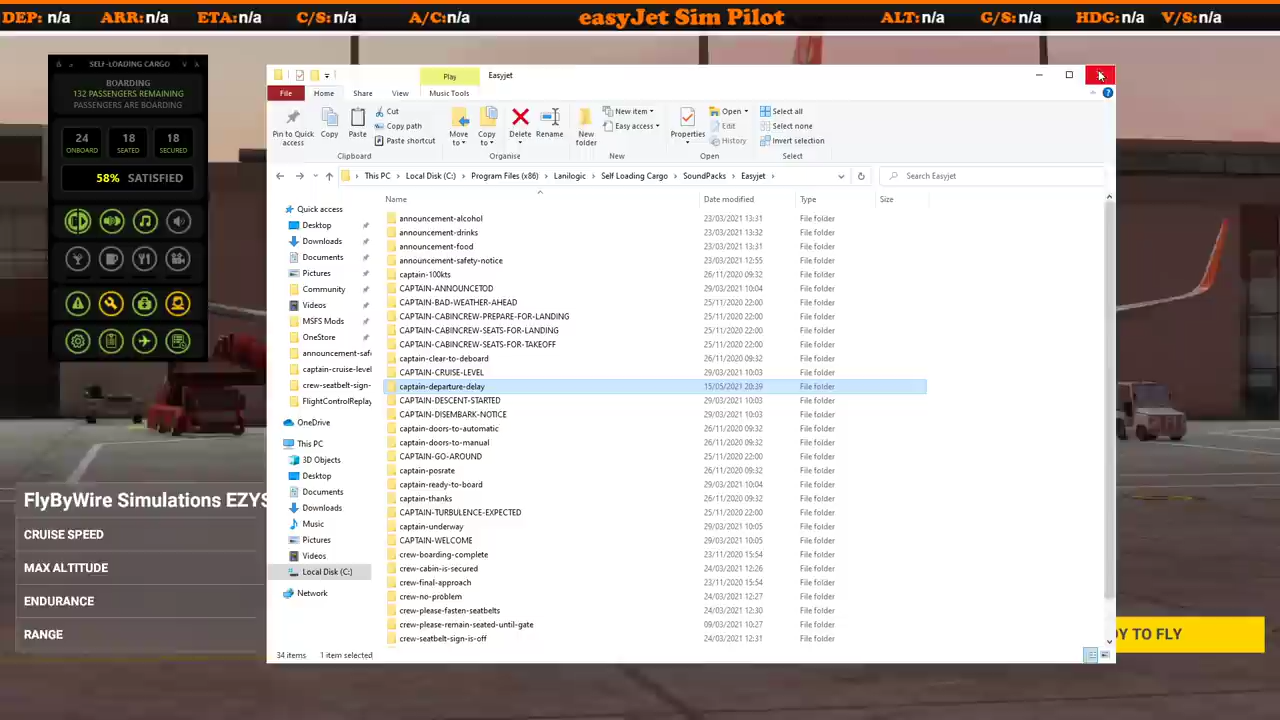 DEP: n/a ARR:n/a ETA:n/a C/S: n/a A/C:n/a easyJet Sim Pilot ALT:n/a G/S:n/a HDG:n/a V/S:n/a
SELF-LOADING CARGO
BOARDING
132 PASSENGERS REMAINING
PASSENGERS ARE BOARDING
24 18 18
ONBOARD SEATED SECURED
58% SATISFIED
Play Easyjet
File Home Share View Music Tools
Pin to Quick access
Copy
Paste
Cut
Copy path
Paste shortcut
Move to
Copy to
Delete
Rename
New folder
New item
Easy access
Properties
Open
Edit
History
Select all
Select none
Invert selection
Clipboard Organise New Open Select
This PC Local Disk (C:) Program Files (x86) Lanilogic Self Loading Cargo SoundPacks Easyjet Search Easyjet
Name Date modified Type Size
Quick access
Desktop
Downloads
Documents
Pictures
Community
Videos
MSFS Mods
OneStore
announcement-safe
captain-cruise-level
crew-seatbelt-sign-
FlightControlReplay
OneDrive
This PC
3D Objects
Desktop
Documents
Downloads
Music
Pictures
Videos
Local Disk (C:)
Network
announcement-alcohol 23/03/2021 13:31 File folder
announcement-drinks 23/03/2021 13:32 File folder
announcement-food 23/03/2021 13:31 File folder
announcement-safety-notice 23/03/2021 12:55 File folder
captain-100kts 26/11/2020 09:32 File folder
CAPTAIN-ANNOUNCETOD 29/03/2021 10:04 File folder
CAPTAIN-BAD-WEATHER-AHEAD 25/11/2020 22:00 File folder
CAPTAIN-CABINCREW-PREPARE-FOR-LANDING 25/11/2020 22:00 File folder
CAPTAIN-CABINCREW-SEATS-FOR-LANDING 25/11/2020 22:00 File folder
CAPTAIN-CABINCREW-SEATS-FOR-TAKEOFF 25/11/2020 22:00 File folder
captain-clear-to-deboard 26/11/2020 09:32 File folder
CAPTAIN-CRUISE-LEVEL 29/03/2021 10:03 File folder
captain-departure-delay 15/05/2021 20:39 File folder
CAPTAIN-DESCENT-STARTED 29/03/2021 10:03 File folder
CAPTAIN-DISEMBARK-NOTICE 29/03/2021 10:03 File folder
captain-doors-to-automatic 26/11/2020 09:32 File folder
captain-doors-to-manual 26/11/2020 09:32 File folder
CAPTAIN-GO-AROUND 25/11/2020 22:00 File folder
captain-posrate 26/11/2020 09:32 File folder
captain-ready-to-board 29/03/2021 10:04 File folder
captain-thanks 26/11/2020 09:32 File folder
CAPTAIN-TURBULENCE-EXPECTED 25/11/2020 22:00 File folder
captain-underway 29/03/2021 10:05 File folder
CAPTAIN-WELCOME 29/03/2021 10:05 File folder
crew-boarding-complete 23/11/2020 15:54 File folder
crew-cabin-is-secured 24/03/2021 12:26 File folder
crew-final-approach 23/11/2020 15:54 File folder
crew-no-problem 24/03/2021 12:27 File folder
crew-please-fasten-seatbelts 24/03/2021 12:30 File folder
crew-please-remain-seated-until-gate 09/03/2021 10:27 File folder
crew-seatbelt-sign-is-off 24/03/2021 12:31 File folder
34 items 1 item selected
FlyByWire Simulations EZYS
CRUISE SPEED
MAX ALTITUDE
ENDURANCE
RANGE
DY TO FLY